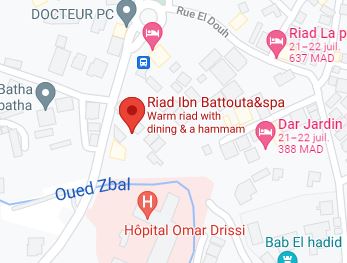 DOCTEUR PC
Rue El Douh
Riad La p
21–22 juil.
637 MAD
Batha
batha
Riad Ibn Battouta&spa
Warm riad with
dining & a hammam
Dar Jardin
21–22 juil.
388 MAD
Oued Zbal
H
Hôpital Omar Drissi
Bab El hadid